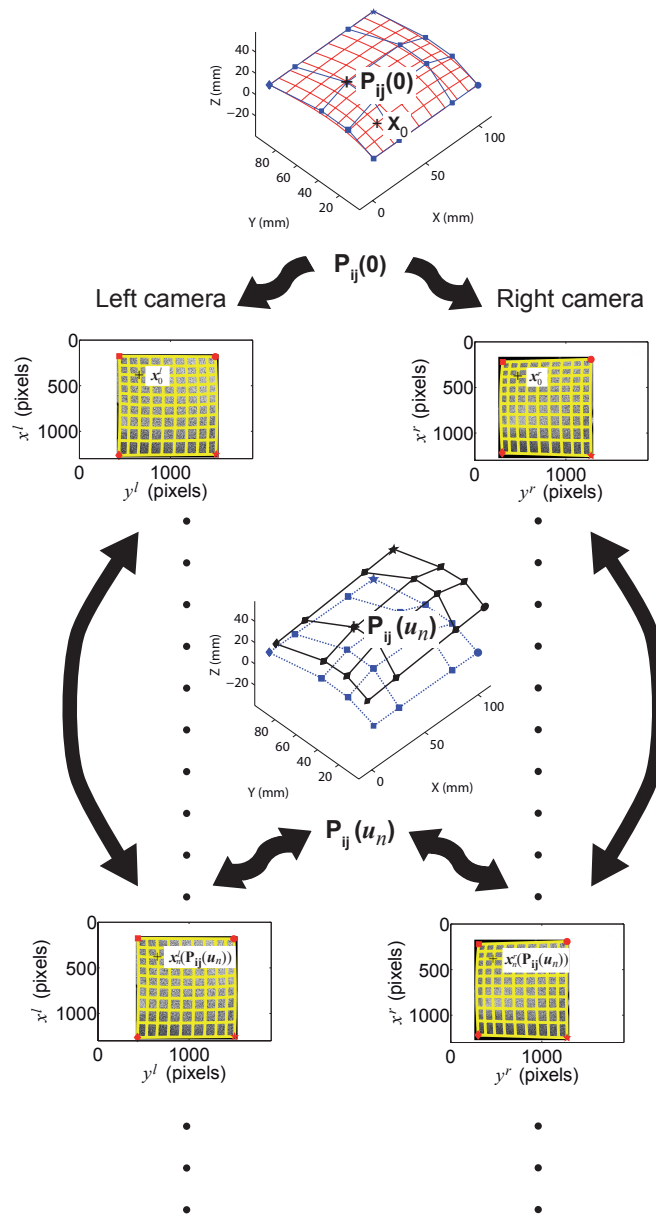 40
20
0
−20
Z (mm)
P_ij(0)
X_0
80
60
40
20
0
50
100
Y (mm)
X (mm)
P_ij(0)
Left camera
Right camera
0
500
1000
x^l (pixels)
x_0^l
0
1000
y^l (pixels)
0
500
1000
x^r (pixels)
x_0^r
0
1000
y^r (pixels)
40
20
0
−20
Z (mm)
P_ij(u_n)
80
60
40
20
0
50
100
Y (mm)
X (mm)
P_ij(u_n)
0
500
1000
x^l (pixels)
x_n^l(P_ij(u_n))
0
1000
y^l (pixels)
0
500
1000
x^r (pixels)
x_n^r(P_ij(u_n))
0
1000
y^r (pixels)